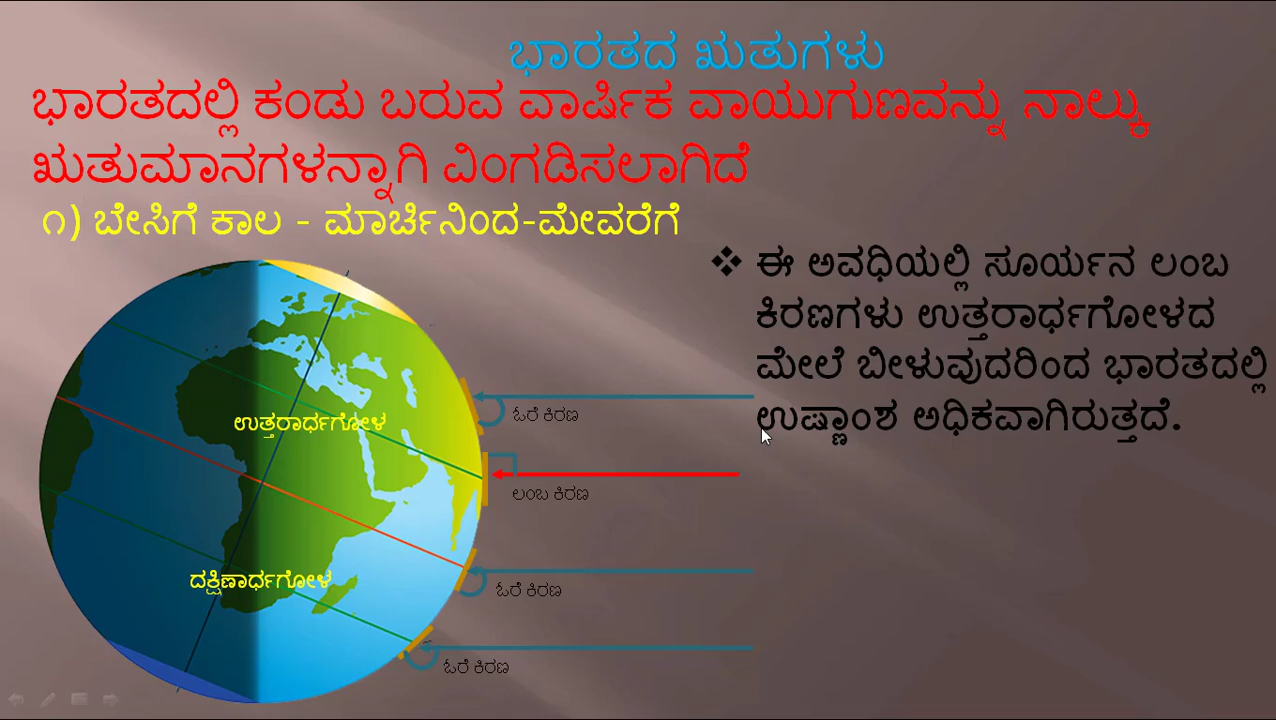 ಭಾರತದ ಋತುಗಳು
ಭಾರತದಲ್ಲಿ ಕಂಡು ಬರುವ ವಾರ್ಷಿಕ ವಾಯುಗುಣವನ್ನು ನಾಲ್ಕು
ಋತುಮಾನಗಳನ್ನಾಗಿ ವಿಂಗಡಿಸಲಾಗಿದೆ
೧) ಬೇಸಿಗೆ ಕಾಲ - ಮಾರ್ಚಿನಿಂದ-ಮೇವರೆಗೆ
❖ ಈ ಅವಧಿಯಲ್ಲಿ ಸೂರ್ಯನ ಲಂಬ
ಕಿರಣಗಳು ಉತ್ತರಾರ್ಧಗೋಳದ
ಮೇಲೆ ಬೀಳುವುದರಿಂದ ಭಾರತದಲ್ಲಿ
ಉಷ್ಣಾಂಶ ಅಧಿಕವಾಗಿರುತ್ತದೆ.
ಉತ್ತರಾರ್ಧಗೋಳ
ಓರೆ ಕಿರಣ
ಲಂಬ ಕಿರಣ
ದಕ್ಷಿಣಾರ್ಧಗೋಳ
ಓರೆ ಕಿರಣ
ಓರೆ ಕಿರಣ